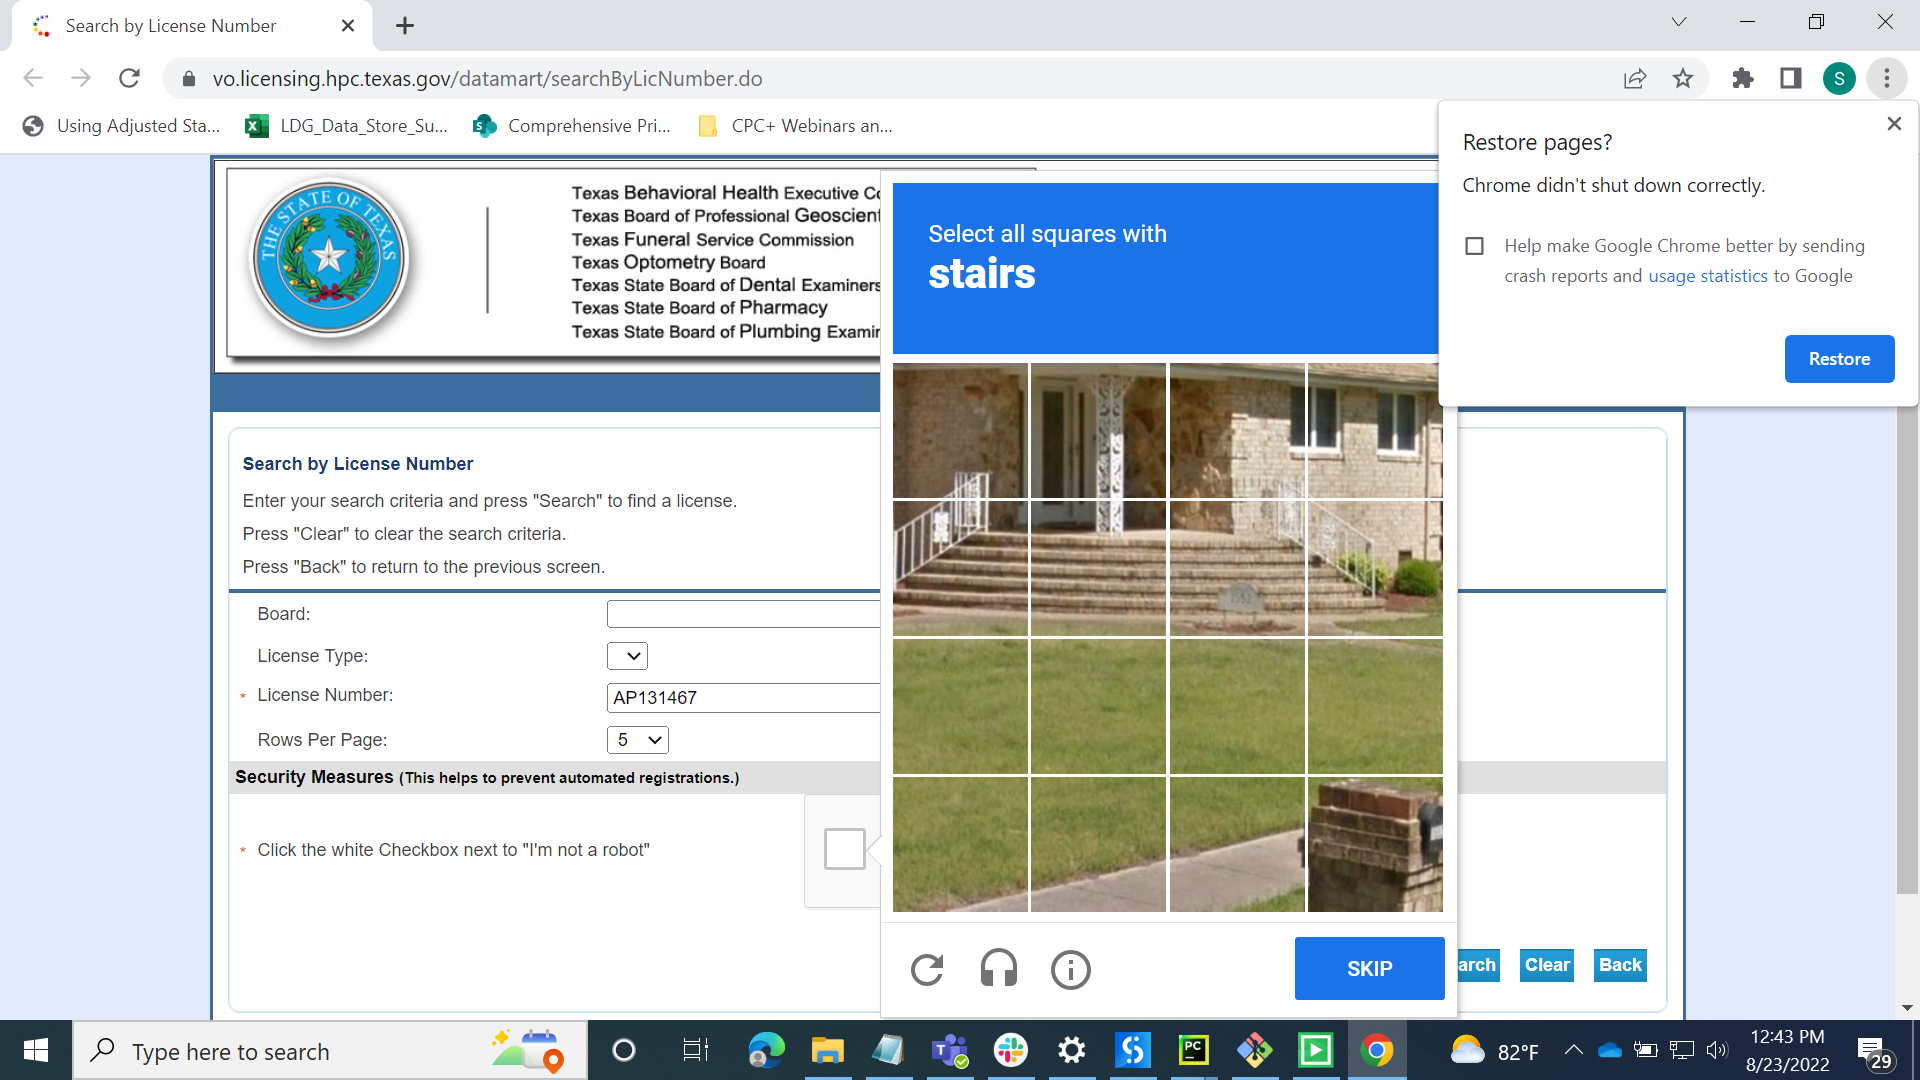 Search by License Number
vo.licensing.hpc.texas.gov/datamart/searchByLicNumber.do
S
Using Adjusted Sta...
LDG_Data_Store_Su...
Comprehensive Pri...
CPC+ Webinars an...
Restore pages?
Chrome didn't shut down correctly.
Help make Google Chrome better by sending
crash reports and usage statistics to Google
Restore
THE STATE OF TEXAS
Texas Behavioral Health Executive Co
Texas Board of Professional Geoscient
Texas Funeral Service Commission
Texas Optometry Board
Texas State Board of Dental Examiners
Texas State Board of Pharmacy
Texas State Board of Plumbing Examin
Select all squares with
stairs
Search by License Number
Enter your search criteria and press "Search" to find a license.
Press "Clear" to clear the search criteria.
Press "Back" to return to the previous screen.
Board:
License Type:
* License Number:
AP131467
Rows Per Page:
5
Security Measures (This helps to prevent automated registrations.)
* Click the white Checkbox next to "I'm not a robot"
SKIP
arch
Clear
Back
Type here to search
PC
82°F
12:43 PM
8/23/2022
29